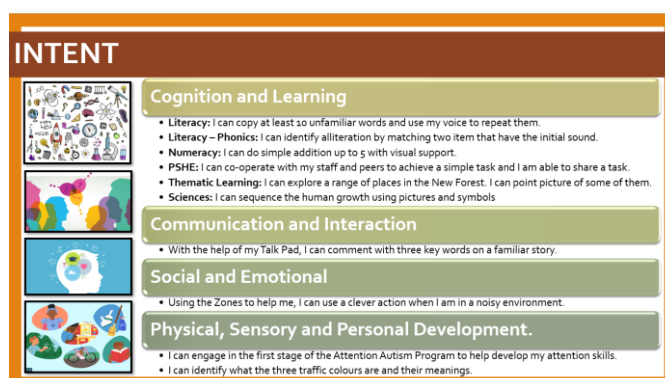 INTENT
Cognition and Learning
• Literacy: I can copy at least 10 unfamiliar words and use my voice to repeat them.
• Literacy – Phonics: I can identify alliteration by matching two item that have the initial sound.
• Numeracy: I can do simple addition up to 5 with visual support.
• PSHE: I can co-operate with my staff and peers to achieve a simple task and I am able to share a task.
• Thematic Learning: I can explore a range of places in the New Forest. I can point picture of some of them.
• Sciences: I can sequence the human growth using pictures and symbols
Communication and Interaction
• With the help of my Talk Pad, I can comment with three key words on a familiar story.
Social and Emotional
• Using the Zones to help me, I can use a clever action when I am in a noisy environment.
Physical, Sensory and Personal Development.
• I can engage in the first stage of the Attention Autism Program to help develop my attention skills.
• I can identify what the three traffic colours are and their meanings.